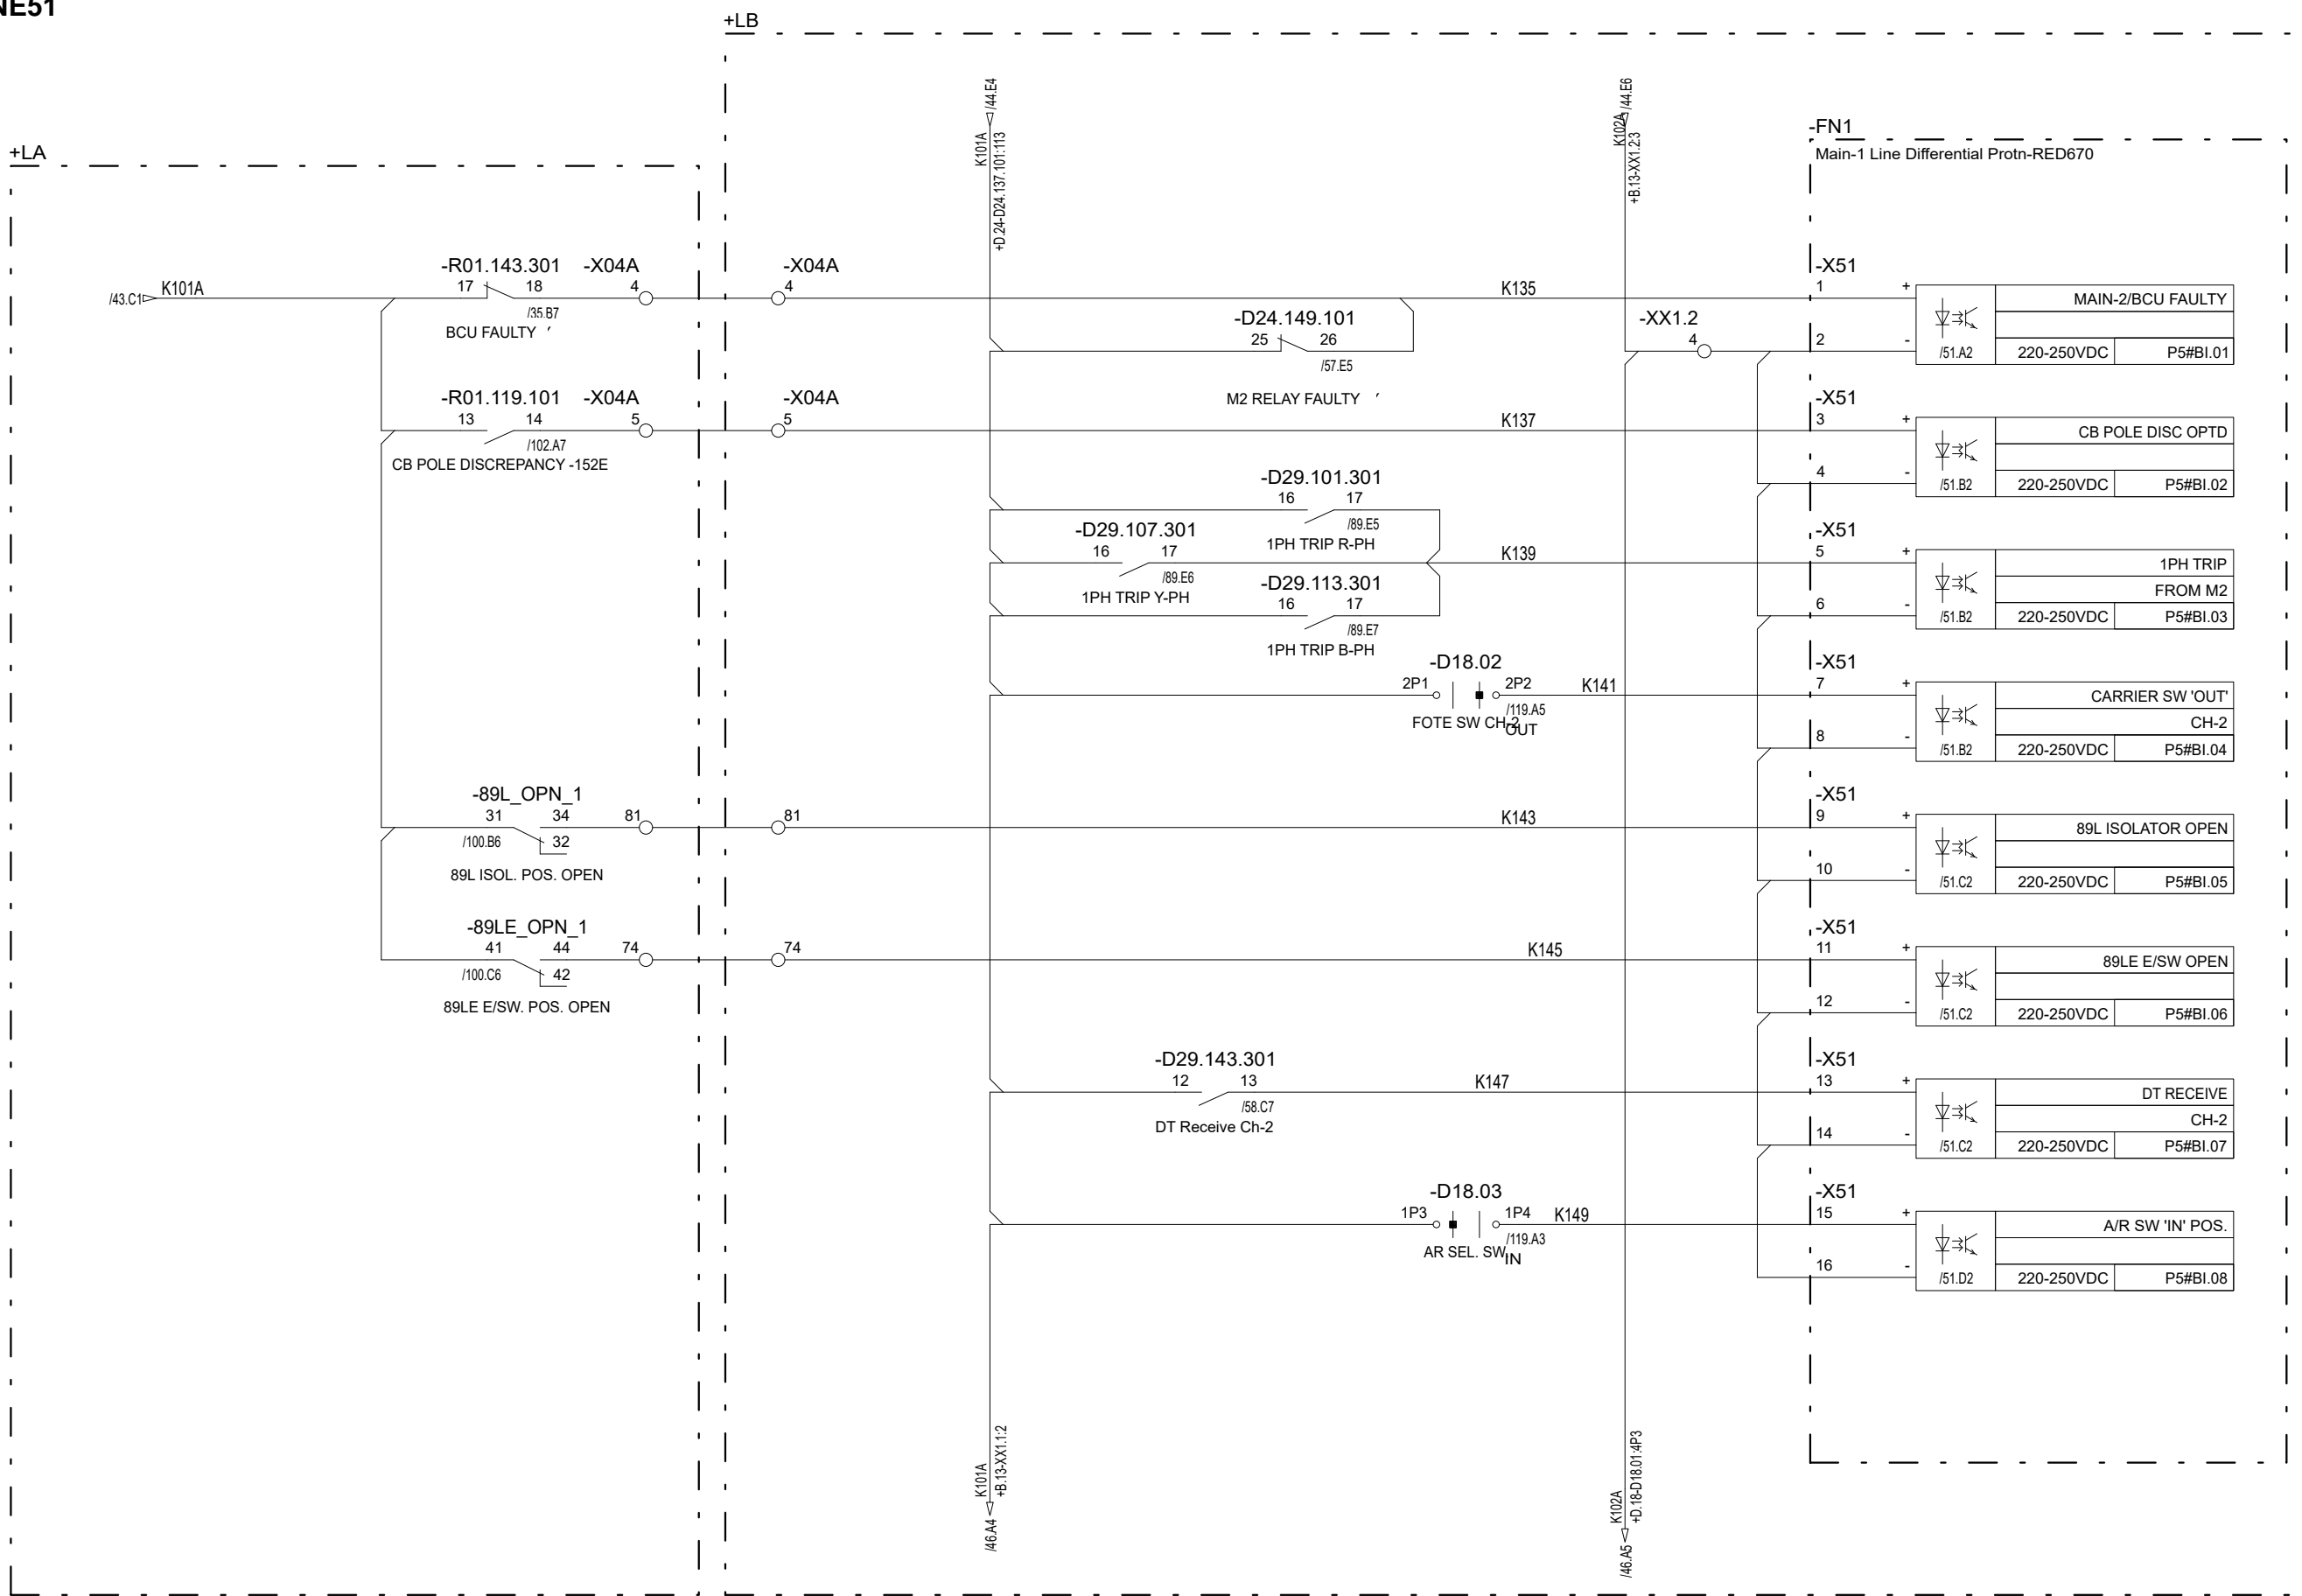 NE51
+LB
/44.E4
K101A
+D.24-D24.137.101:113
/44.E6
K102A
+B.13-XX1.2:3
-FN1
Main-1 Line Differential Protn-RED670
+LA
/43.C1 K101A
-R01.143.301 -X04A
17 18 4
/35.B7
BCU FAULTY ′
-X04A
4
K135
-D24.149.101
25 26
/57.E5
M2 RELAY FAULTY ′
-XX1.2
4
-X51
1 +
2 -
MAIN-2/BCU FAULTY
/51.A2 220-250VDC P5#BI.01
-R01.119.101 -X04A
13 14 5
/102.A7
CB POLE DISCREPANCY -152E
-X04A
5
K137
-X51
3 +
4 -
CB POLE DISC OPTD
/51.B2 220-250VDC P5#BI.02
-D29.101.301
16 17
/89.E5
1PH TRIP R-PH
-D29.107.301
16 17
/89.E6
1PH TRIP Y-PH
-D29.113.301
16 17
/89.E7
1PH TRIP B-PH
K139
-X51
5 +
6 -
1PH TRIP
FROM M2
/51.B2 220-250VDC P5#BI.03
-D18.02
2P1 2P2
/119.A5
FOTE SW CH-2
OUT
K141
-X51
7 +
8 -
CARRIER SW 'OUT'
CH-2
/51.B2 220-250VDC P5#BI.04
-89L_OPN_1
31 34 81
/100.B6 32
89L ISOL. POS. OPEN
81
K143
-X51
9 +
10 -
89L ISOLATOR OPEN
/51.C2 220-250VDC P5#BI.05
-89LE_OPN_1
41 44 74
/100.C6 42
89LE E/SW. POS. OPEN
74
K145
-X51
11 +
12 -
89LE E/SW OPEN
/51.C2 220-250VDC P5#BI.06
-D29.143.301
12 13
/58.C7
DT Receive Ch-2
K147
-X51
13 +
14 -
DT RECEIVE
CH-2
/51.C2 220-250VDC P5#BI.07
-D18.03
1P3 1P4
/119.A3
AR SEL. SW
IN
K149
-X51
15 +
16 -
A/R SW 'IN' POS.
/51.D2 220-250VDC P5#BI.08
K101A
+B.13-XX1.1:2
/46.A4
K102A
+D.18-D18.01:4P3
/46.A5